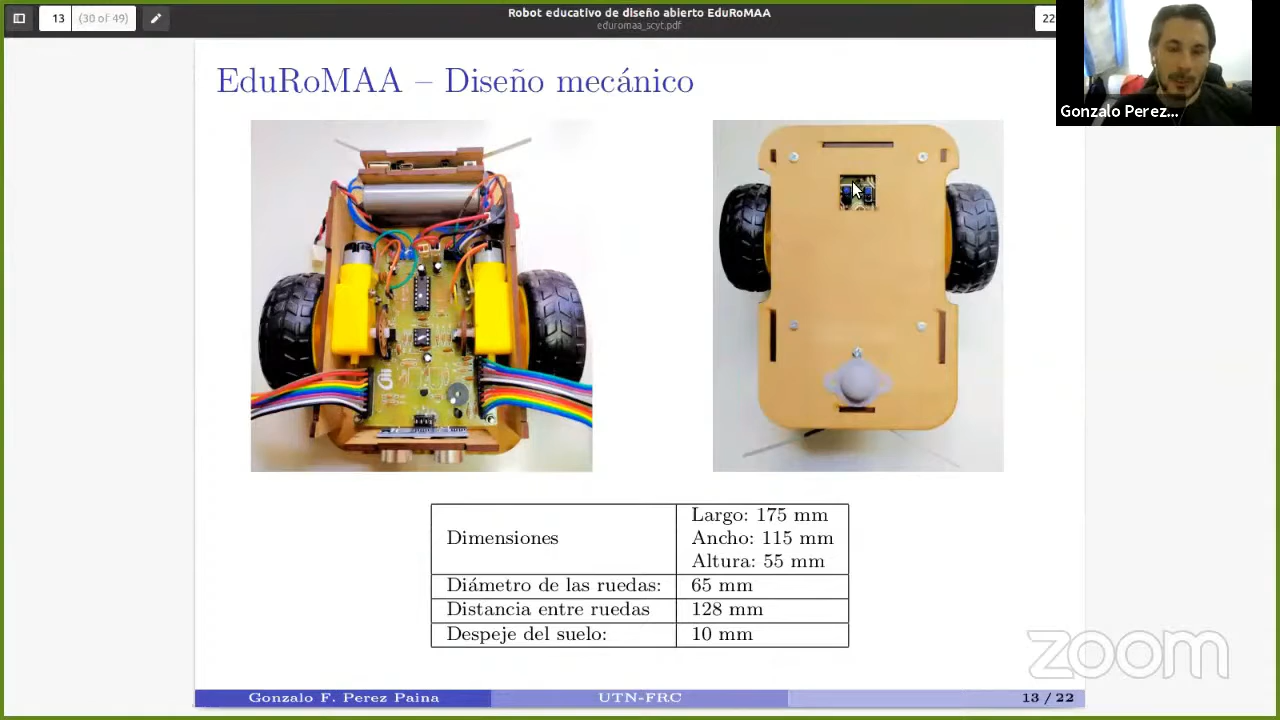 13
(30 of 49)
Robot educativo de diseño abierto EduRoMAA
eduromaa_scyt.pdf
22
Gonzalo Perez...
EduRoMAA – Diseño mecánico
Dimensiones
Largo: 175 mm
Ancho: 115 mm
Altura: 55 mm
Diámetro de las ruedas: 65 mm
Distancia entre ruedas 128 mm
Despeje del suelo: 10 mm
zoom
Gonzalo F. Perez Paina UTN-FRC 13 / 22